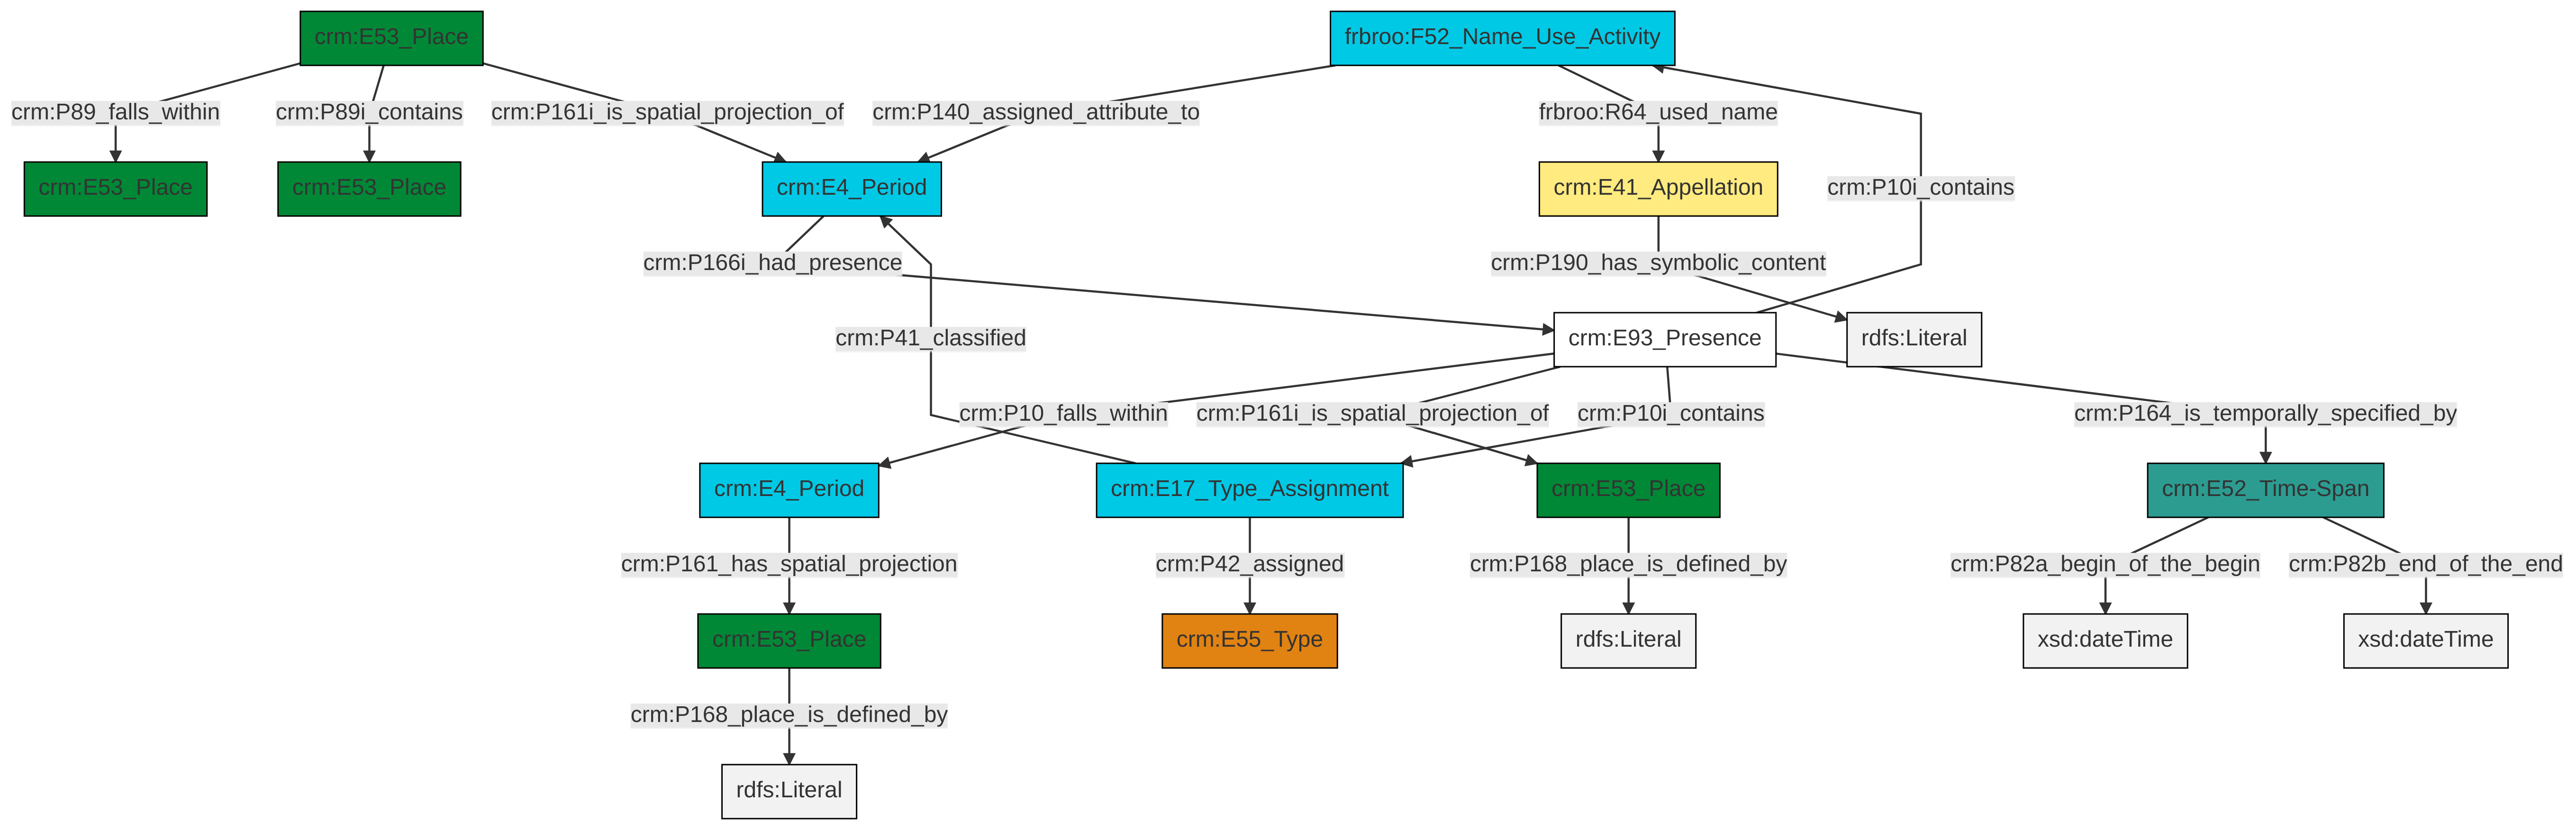 crm:E53_Place
frbroo:F52_Name_Use_Activity
crm:P89_falls_within
crm:P89i_contains
crm:P161i_is_spatial_projection_of
crm:P140_assigned_attribute_to
frbroo:R64_used_name
crm:E53_Place
crm:E53_Place
crm:E4_Period
crm:E41_Appellation
crm:P10i_contains
crm:P166i_had_presence
crm:P190_has_symbolic_content
crm:P41_classified
crm:E93_Presence
rdfs:Literal
crm:P10_falls_within
crm:P161i_is_spatial_projection_of
crm:P10i_contains
crm:P164_is_temporally_specified_by
crm:E4_Period
crm:E17_Type_Assignment
crm:E53_Place
crm:E52_Time-Span
crm:P161_has_spatial_projection
crm:P42_assigned
crm:P168_place_is_defined_by
crm:P82a_begin_of_the_begin
crm:P82b_end_of_the_end
crm:E53_Place
crm:E55_Type
rdfs:Literal
xsd:dateTime
xsd:dateTime
crm:P168_place_is_defined_by
rdfs:Literal